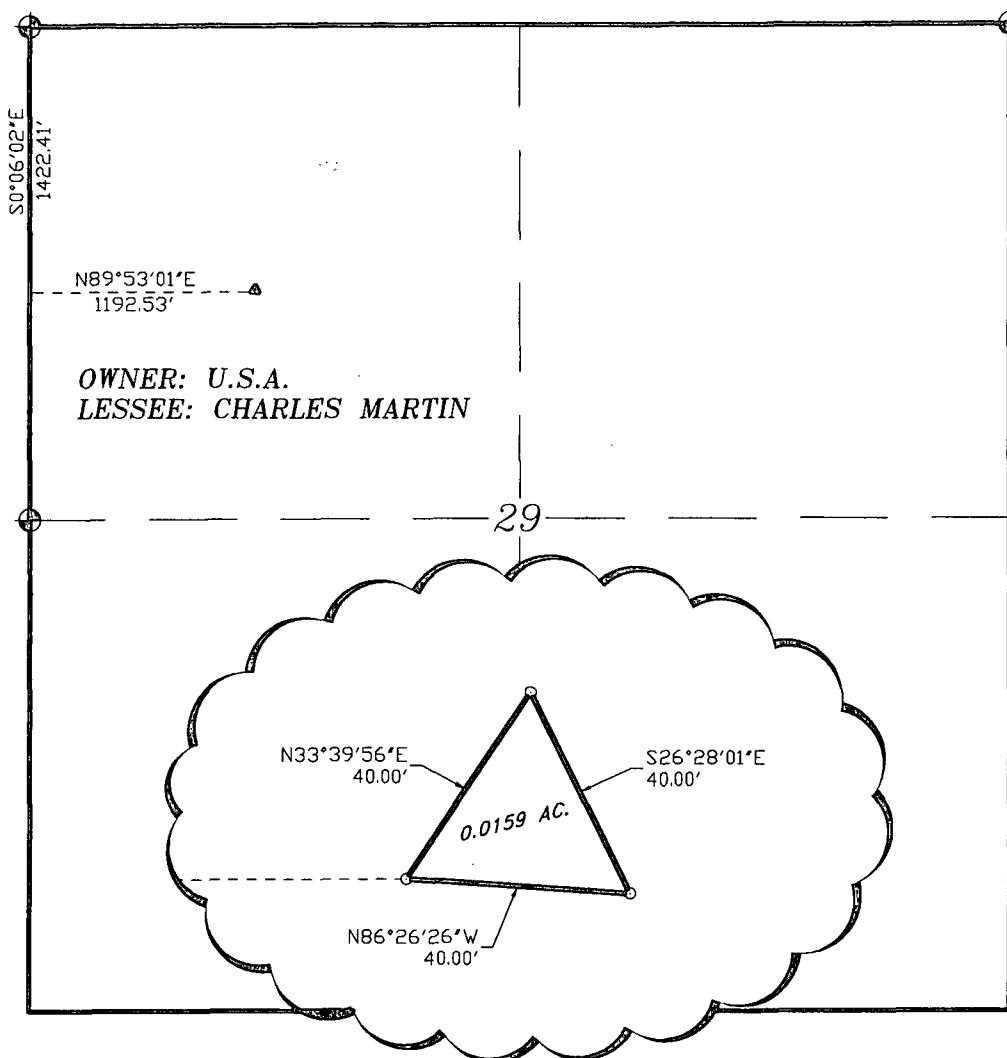 S0°06'02"E
1422.41'
N89°53'01"E
1192.53'
OWNER: U.S.A.
LESSEE: CHARLES MARTIN
29
N33°39'56"E
40.00'
S26°28'01"E
40.00'
0.0159 AC.
N86°26'26"W
40.00'